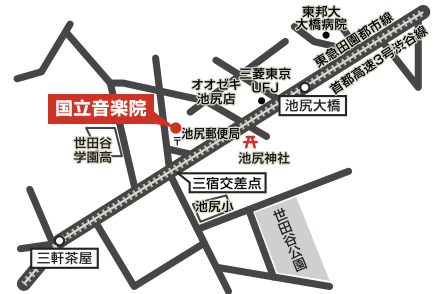 東邦大
大橋病院
東急田園都市線
首都高速3号渋谷線
三菱東京
UFJ
オオゼキ
池尻店
池尻大橋
国立音楽院
池尻郵便局
〒
世田谷
学園高
池尻神社
三宿交差点
池尻小
世田谷公園
三軒茶屋